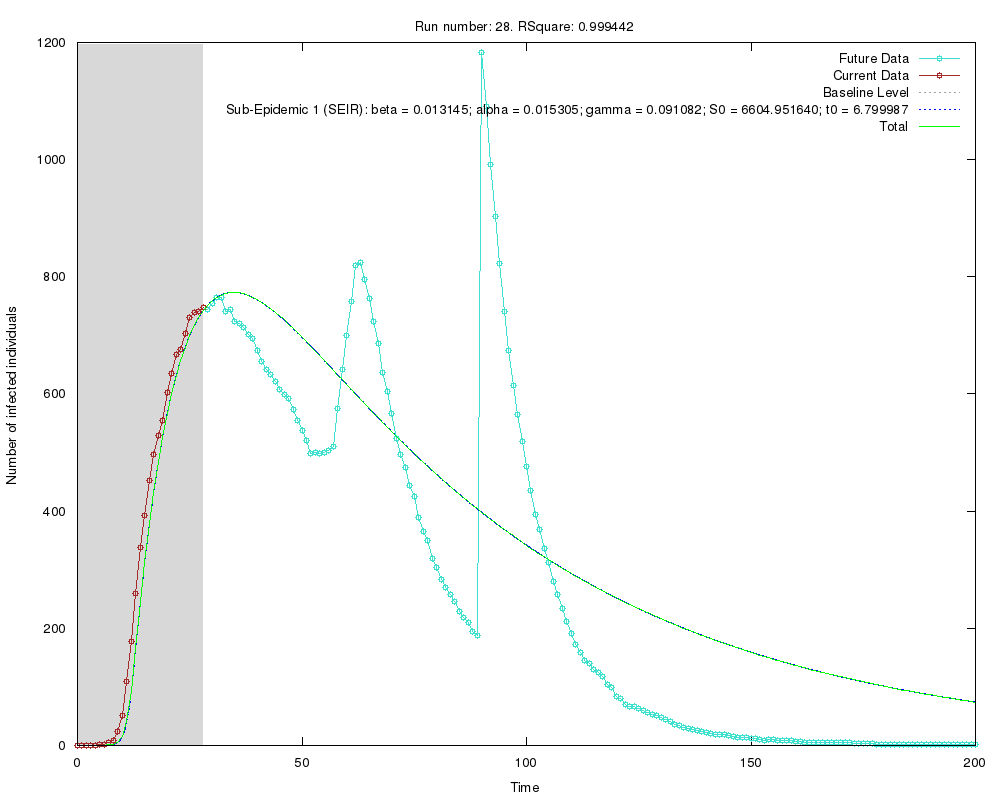 Run number: 28. RSquare: 0.999442
1200
1000
800
600
400
200
0
Number of infected individuals
Future Data
Current Data
Baseline Level
Sub-Epidemic 1 (SEIR): beta = 0.013145; alpha = 0.015305; gamma = 0.091082; S0 = 6604.951640; t0 = 6.799987
Total
0
50
100
150
200
Time